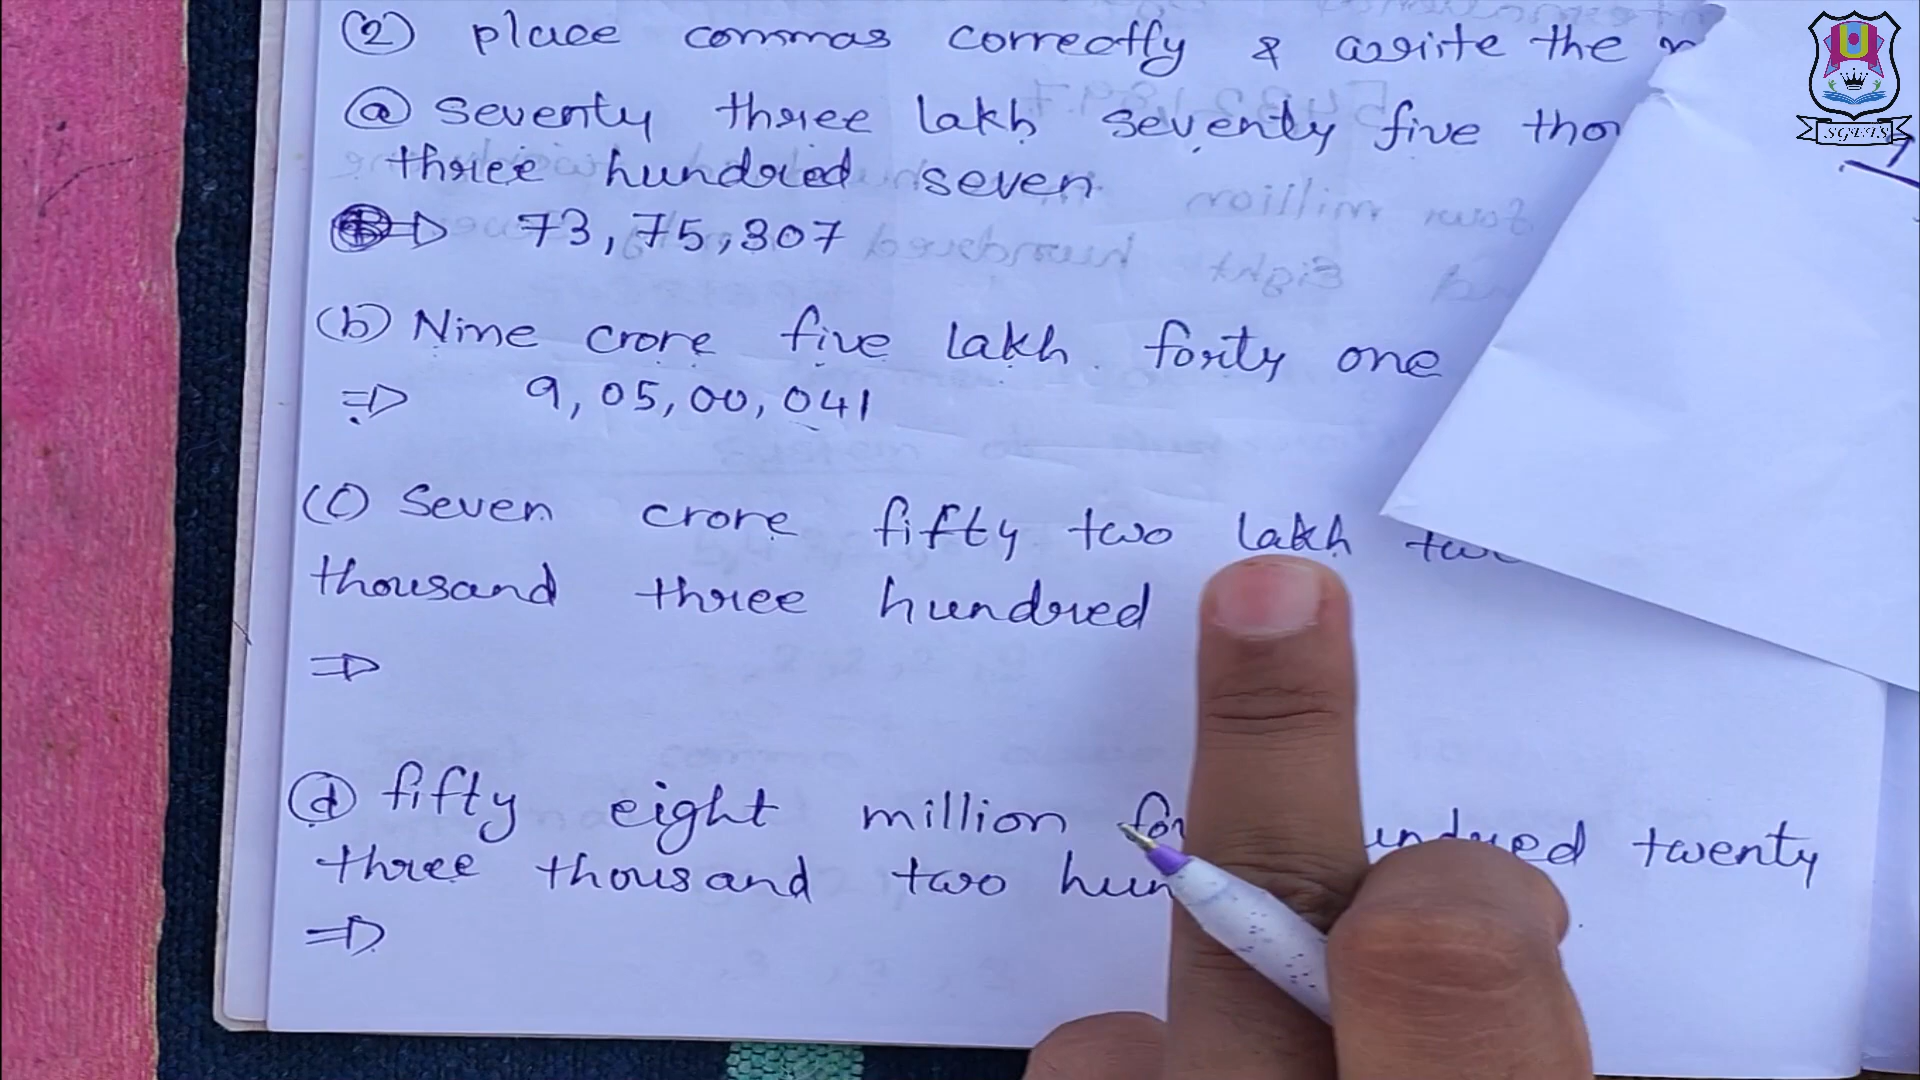 (2) place commas correctly & write the
(a) seventy three lakh seventy five
three hundred seven
⇒ 73,75,307
(b) Nine crore five lakh forty one
⇒ 9,05,00,041
(c) Seven crore fifty two lakh
thousand three hundred
⇒
(d) fifty eight million twenty
three thousand two
⇒
SGEMS